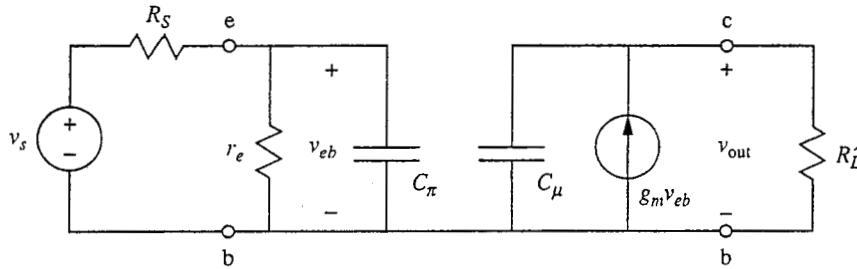 R_S
e
c
+
+
+
v_s
−
r_e
v_eb
C_π
C_μ
g_m v_eb
v_out
R_L'
−
−
b
b